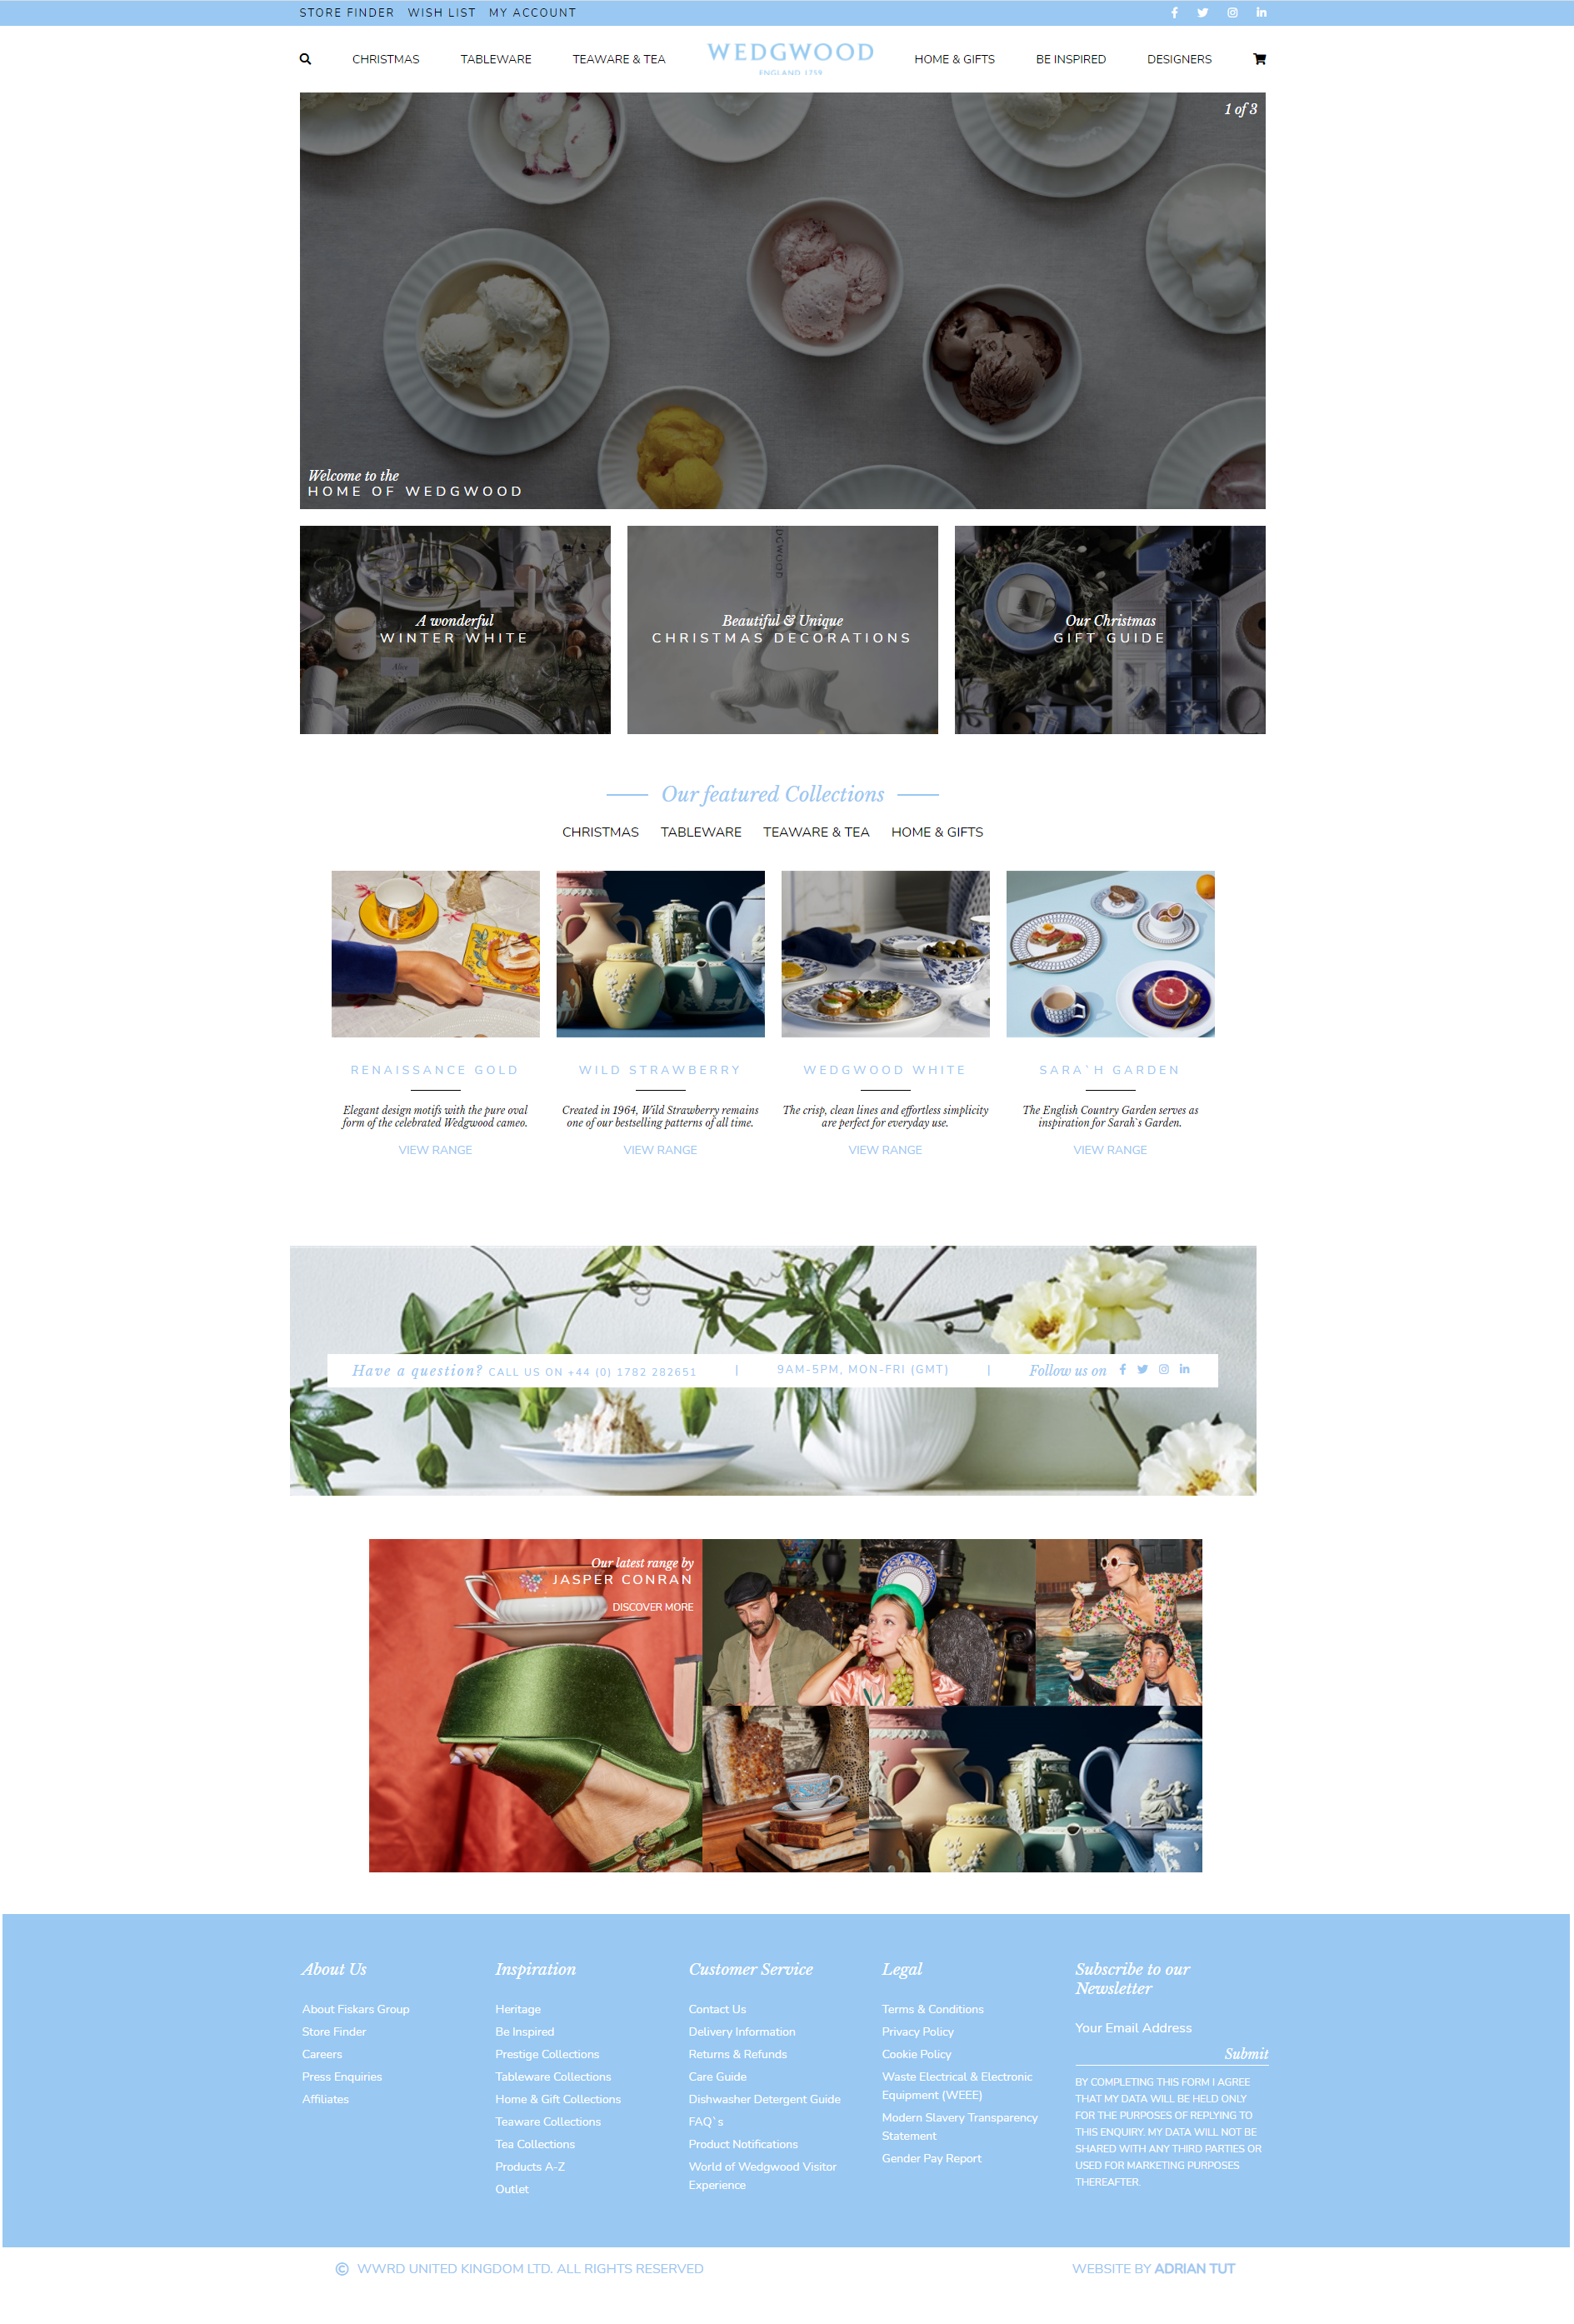 STORE FINDER WISH LIST MY ACCOUNT
CHRISTMAS TABLEWARE TEAWARE & TEA WEDGWOOD HOME & GIFTS BE INSPIRED DESIGNERS
ENGLAND 1759
1 of 3
Welcome to the
HOME OF WEDGWOOD
A wonderful
WINTER WHITE
Alice
DGWOOD
Beautiful & Unique
CHRISTMAS DECORATIONS
Our Christmas
GIFT GUIDE
Our featured Collections
CHRISTMAS TABLEWARE TEAWARE & TEA HOME & GIFTS
RENAISSANCE GOLD
Elegant design motifs with the pure oval
form of the celebrated Wedgwood cameo.
VIEW RANGE
WILD STRAWBERRY
Created in 1964, Wild Strawberry remains
one of our bestselling patterns of all time.
VIEW RANGE
WEDGWOOD WHITE
The crisp, clean lines and effortless simplicity
are perfect for everyday use.
VIEW RANGE
SARA`H GARDEN
The English Country Garden serves as
inspiration for Sarah`s Garden.
VIEW RANGE
Have a question? CALL US ON +44 (0) 1782 282651 | 9AM-5PM, MON-FRI (GMT) | Follow us on
Our latest range by
JASPER CONRAN
DISCOVER MORE
About Us
About Fiskars Group
Store Finder
Careers
Press Enquiries
Affiliates
Inspiration
Heritage
Be Inspired
Prestige Collections
Tableware Collections
Home & Gift Collections
Teaware Collections
Tea Collections
Products A-Z
Outlet
Customer Service
Contact Us
Delivery Information
Returns & Refunds
Care Guide
Dishwasher Detergent Guide
FAQ`s
Product Notifications
World of Wedgwood Visitor
Experience
Legal
Terms & Conditions
Privacy Policy
Cookie Policy
Waste Electrical & Electronic
Equipment (WEEE)
Modern Slavery Transparency
Statement
Gender Pay Report
Subscribe to our
Newsletter
Your Email Address
Submit
BY COMPLETING THIS FORM I AGREE
THAT MY DATA WILL BE HELD ONLY
FOR THE PURPOSES OF REPLYING TO
THIS ENQUIRY. MY DATA WILL NOT BE
SHARED WITH ANY THIRD PARTIES OR
USED FOR MARKETING PURPOSES
THEREAFTER.
© WWRD UNITED KINGDOM LTD. ALL RIGHTS RESERVED
WEBSITE BY ADRIAN TUT